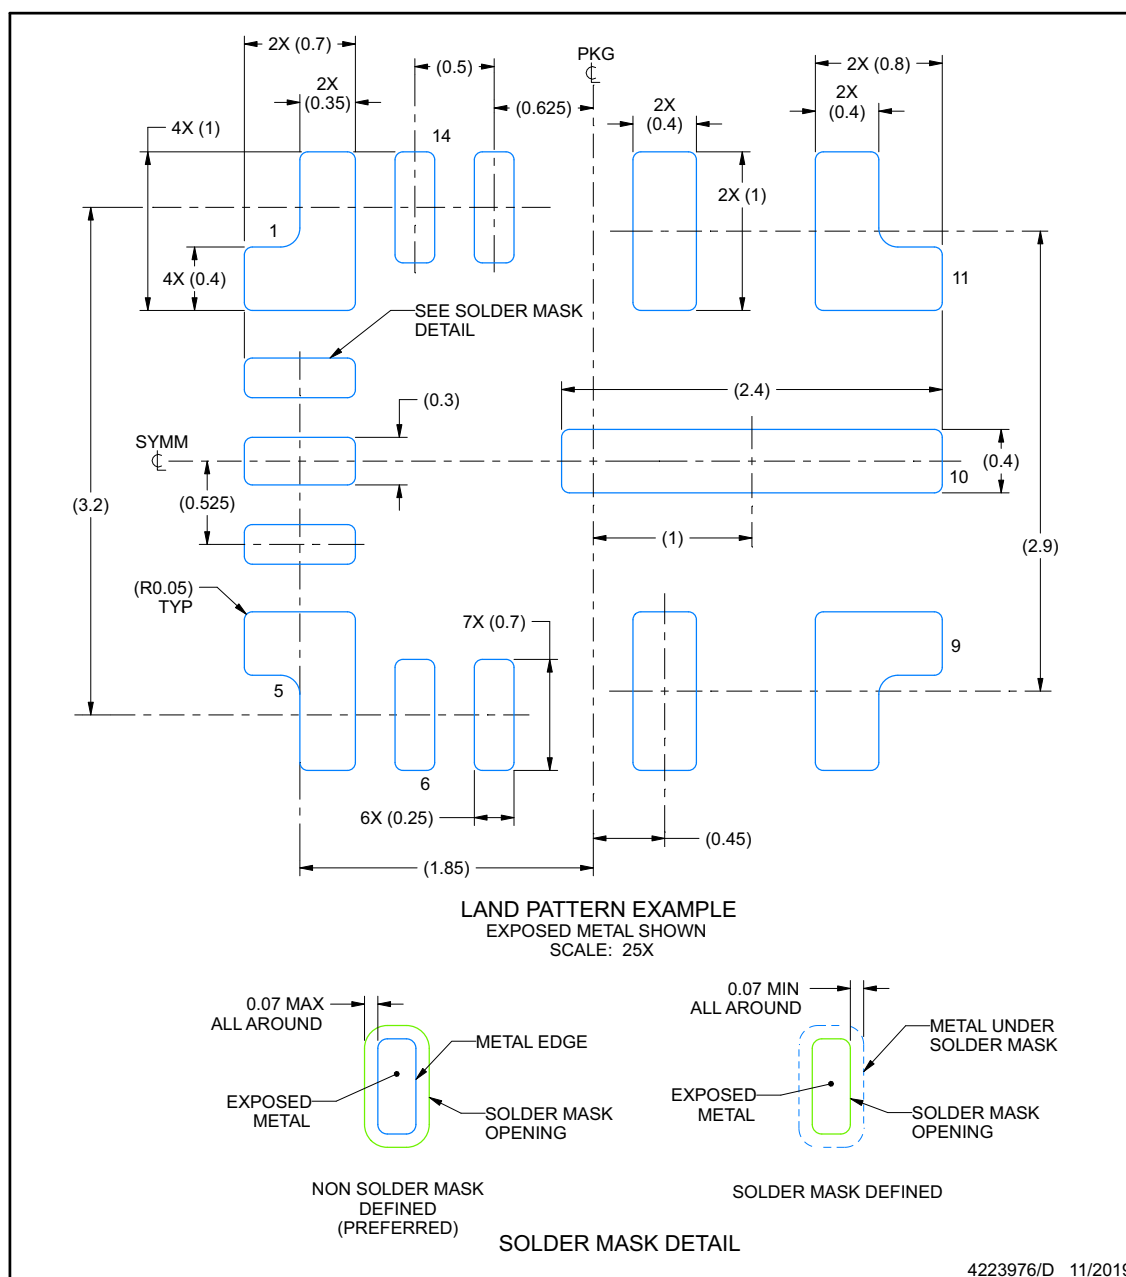 2X (0.7)
PKG
(0.5)
2X (0.8)
2X
(0.35)
(0.625)
2X
(0.4)
2X
(0.4)
4X (1)
14
2X (1)
1
4X (0.4)
11
SEE SOLDER MASK
DETAIL
(2.4)
(0.3)
SYMM
(0.4)
10
(3.2)
(0.525)
(1)
(2.9)
(R0.05)
TYP
7X (0.7)
9
5
6
6X (0.25)
(0.45)
(1.85)
LAND PATTERN EXAMPLE
EXPOSED METAL SHOWN
SCALE: 25X
0.07 MAX
ALL AROUND
0.07 MIN
ALL AROUND
METAL EDGE
METAL UNDER
SOLDER MASK
EXPOSED
METAL
SOLDER MASK
OPENING
EXPOSED
METAL
SOLDER MASK
OPENING
NON SOLDER MASK
DEFINED
(PREFERRED)
SOLDER MASK DEFINED
SOLDER MASK DETAIL
4223976/D 11/2019